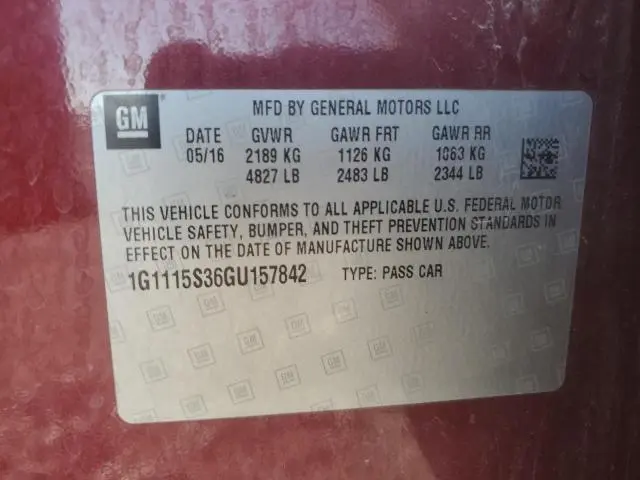 GM
MFD BY GENERAL MOTORS LLC
DATE GVWR GAWR FRT GAWR RR
05/16 2189 KG 1126 KG 1063 KG
4827 LB 2483 LB 2344 LB
THIS VEHICLE CONFORMS TO ALL APPLICABLE U.S. FEDERAL MOTOR
VEHICLE SAFETY, BUMPER, AND THEFT PREVENTION STANDARDS IN
EFFECT ON THE DATE OF MANUFACTURE SHOWN ABOVE.
1G1115S36GU157842 TYPE: PASS CAR